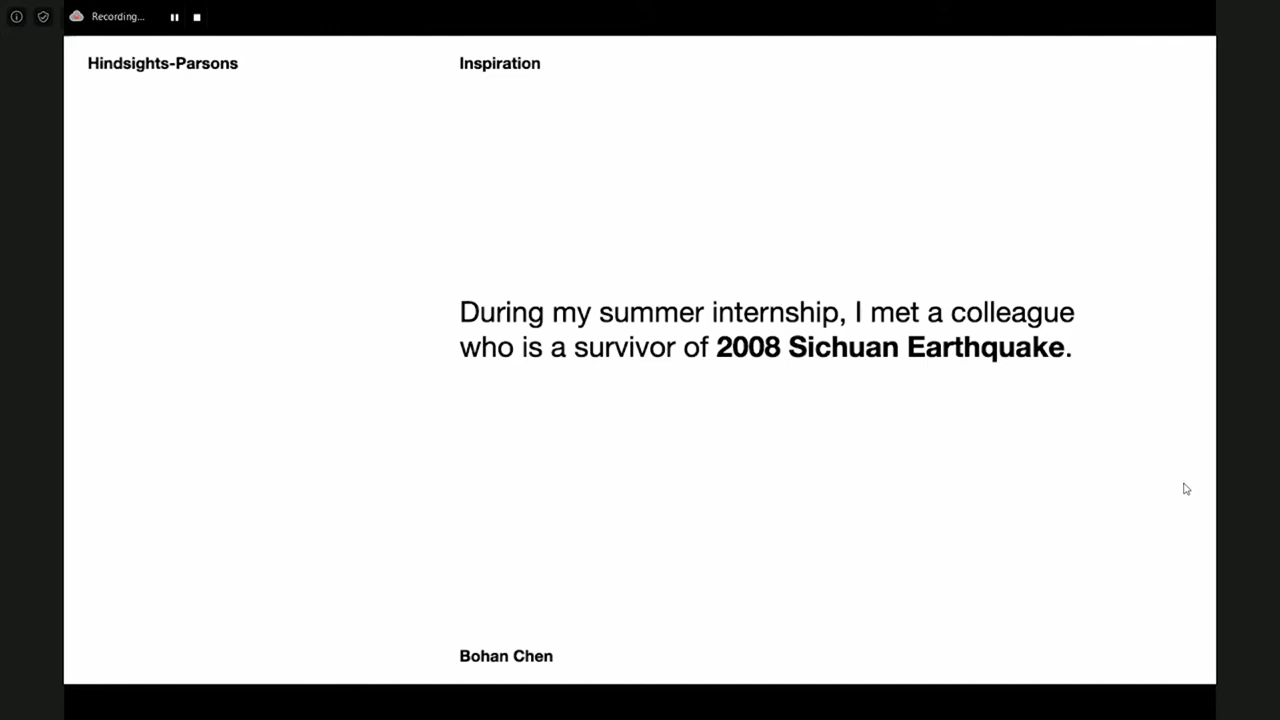 Recording...
Hindsights-Parsons
Inspiration
During my summer internship, I met a colleague
who is a survivor of 2008 Sichuan Earthquake.
Bohan Chen